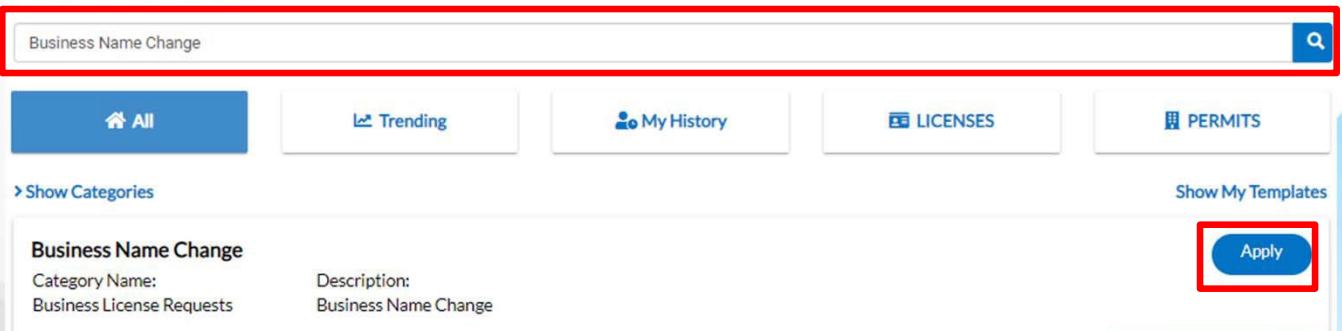 Business Name Change
All
Trending
My History
LICENSES
PERMITS
Show Categories
Show My Templates
Business Name Change
Apply
Category Name:
Description:
Business License Requests
Business Name Change